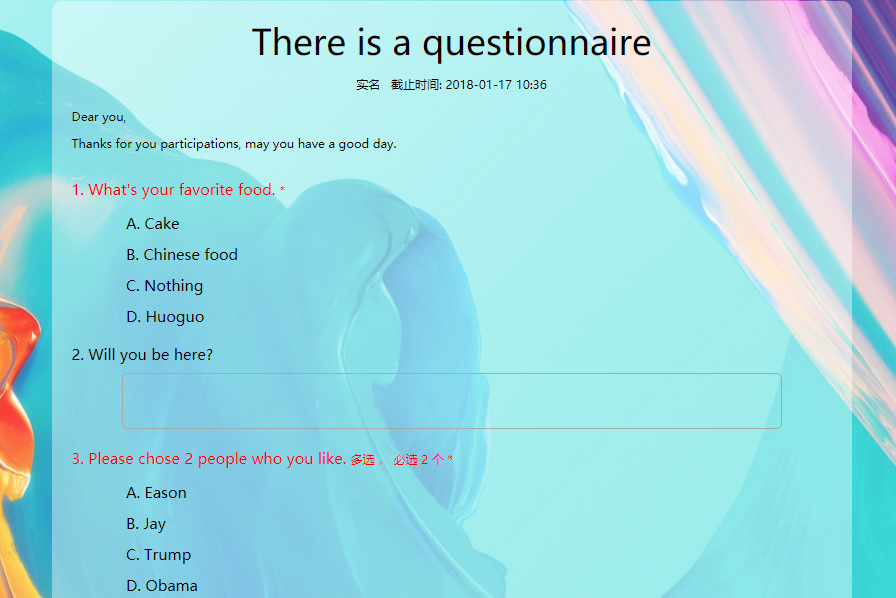 There is a questionnaire
实名 截止时间: 2018-01-17 10:36
Dear you,
Thanks for you participations, may you have a good day.
1. What's your favorite food. *
A. Cake
B. Chinese food
C. Nothing
D. Huoguo
2. Will you be here?
3. Please chose 2 people who you like. 多选， 必选 2 个 *
A. Eason
B. Jay
C. Trump
D. Obama